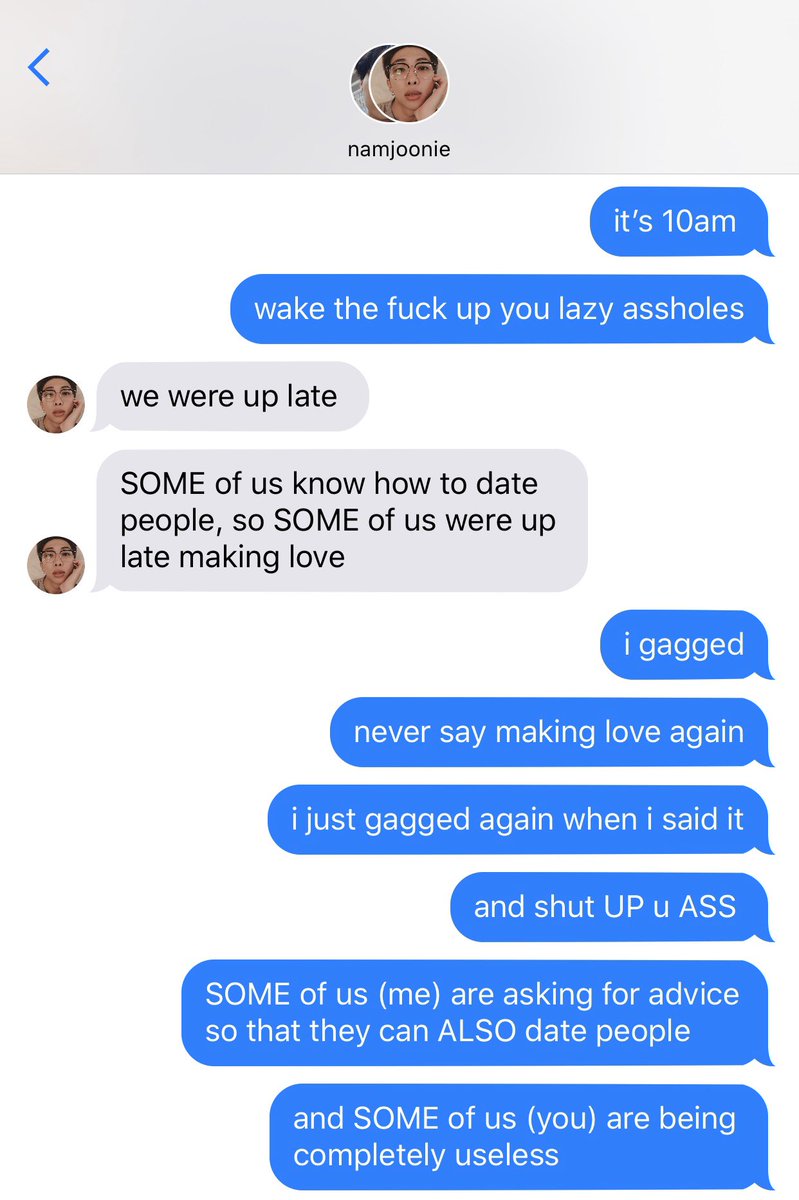 namjoonie
it’s 10am
wake the fuck up you lazy assholes
we were up late
SOME of us know how to date
people, so SOME of us were up
late making love
i gagged
never say making love again
i just gagged again when i said it
and shut UP u ASS
SOME of us (me) are asking for advice
so that they can ALSO date people
and SOME of us (you) are being
completely useless